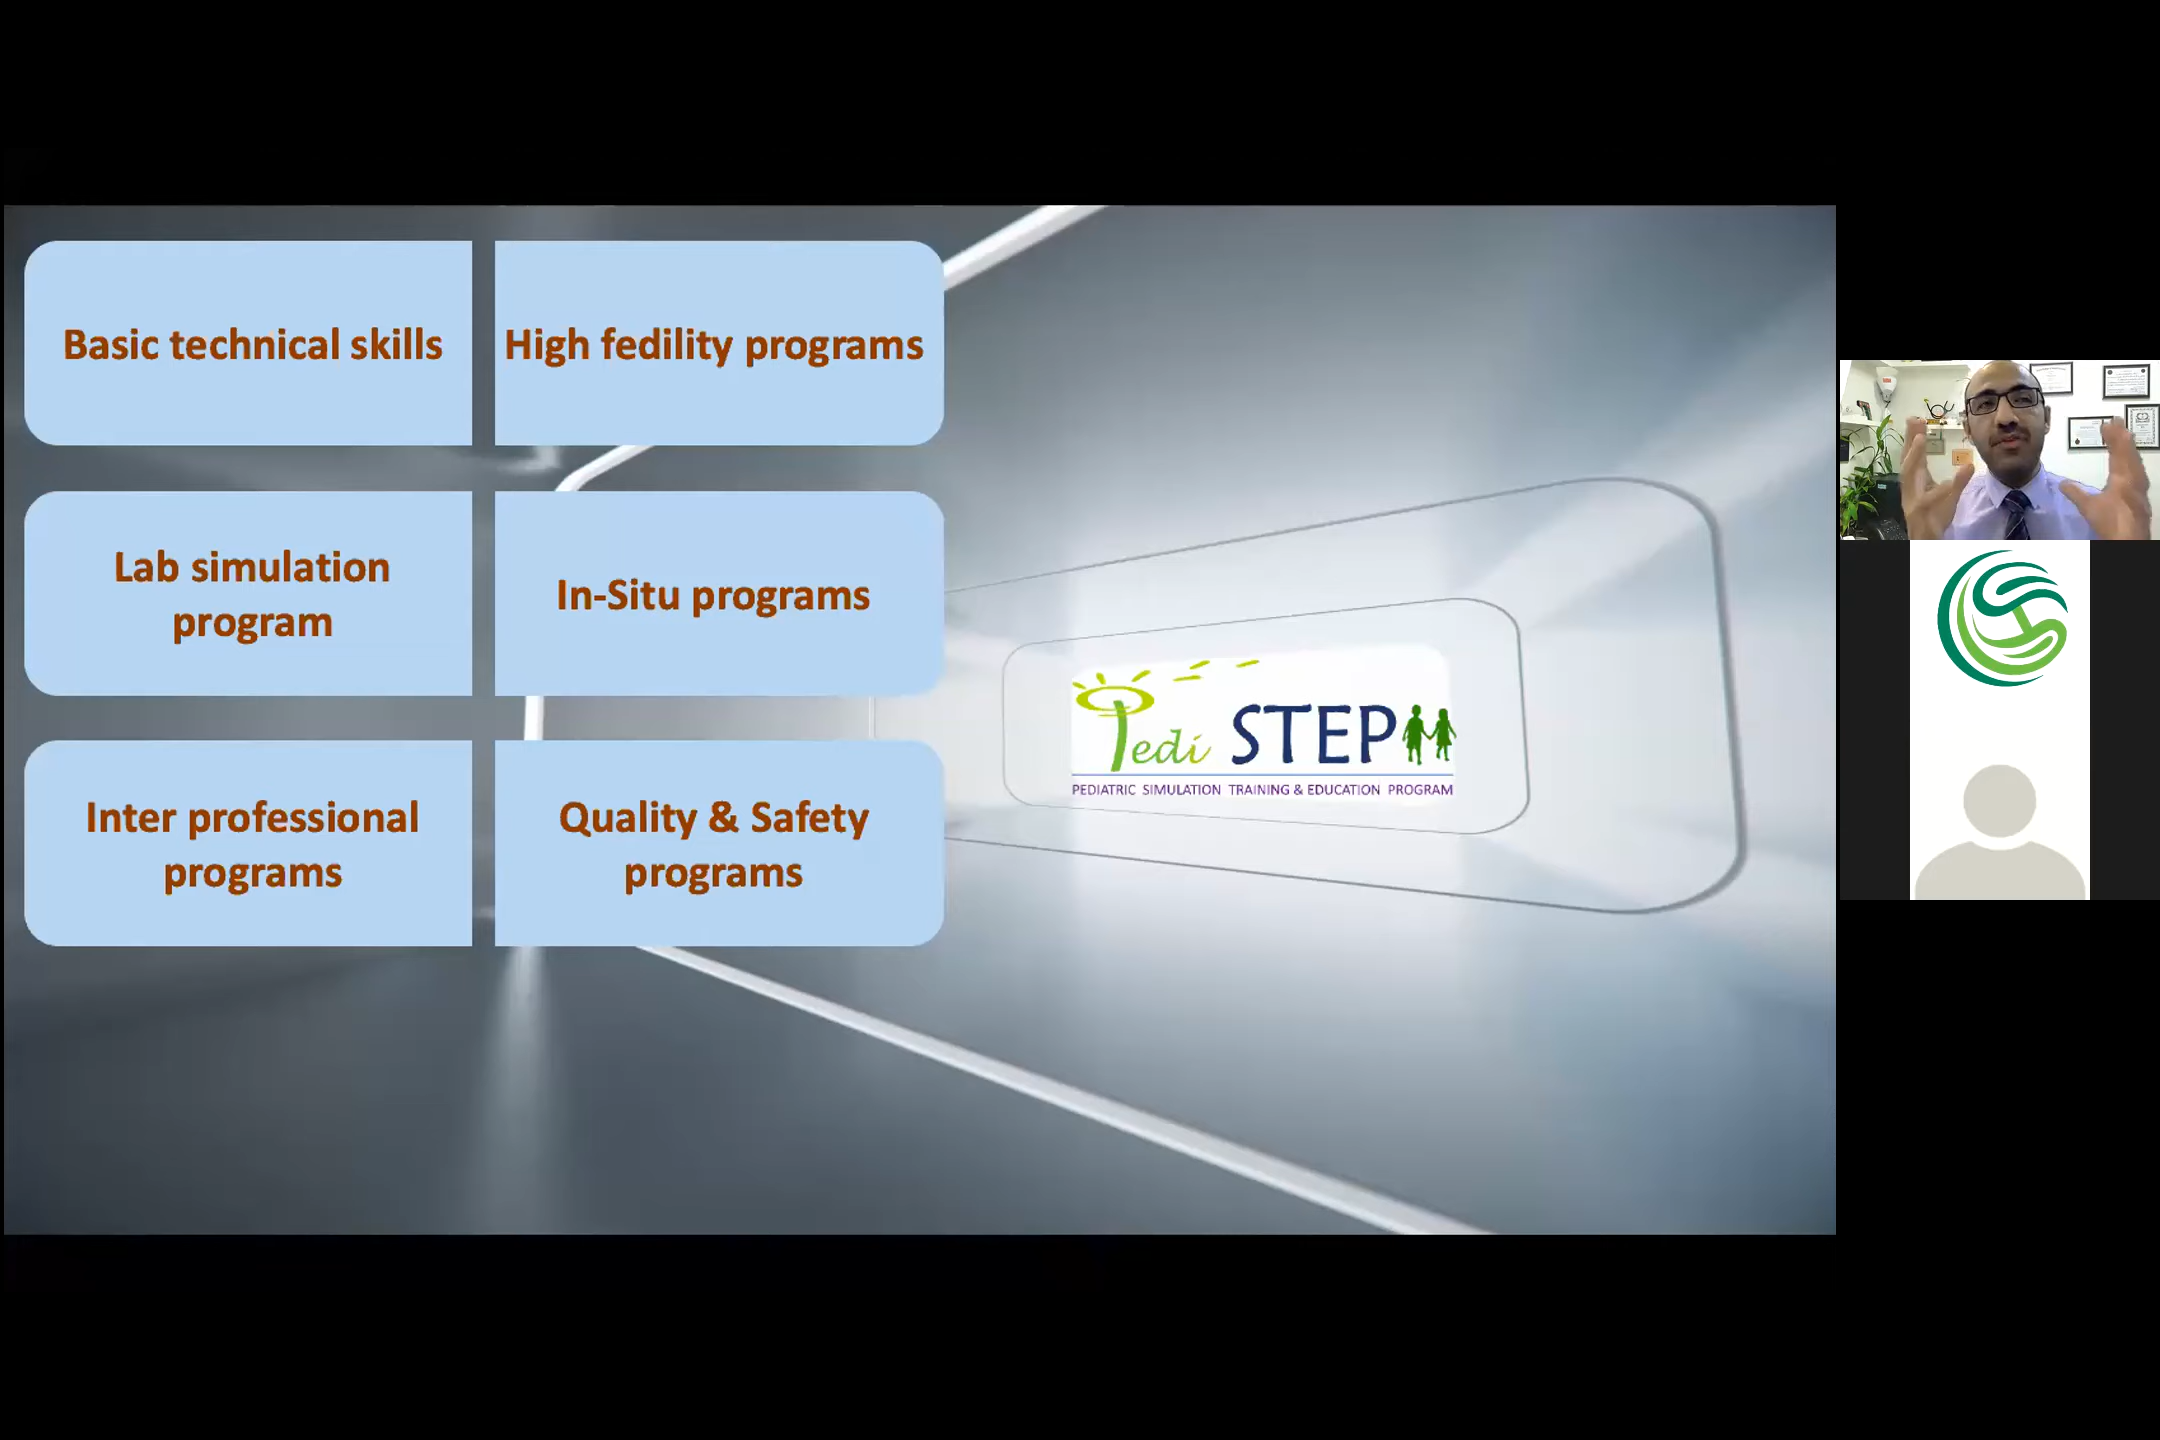 Basic technical skills
High fedility programs
Lab simulation
program
In-Situ programs
Inter professional
programs
Quality & Safety
programs
Pedi STEP
PEDIATRIC SIMULATION TRAINING & EDUCATION PROGRAM